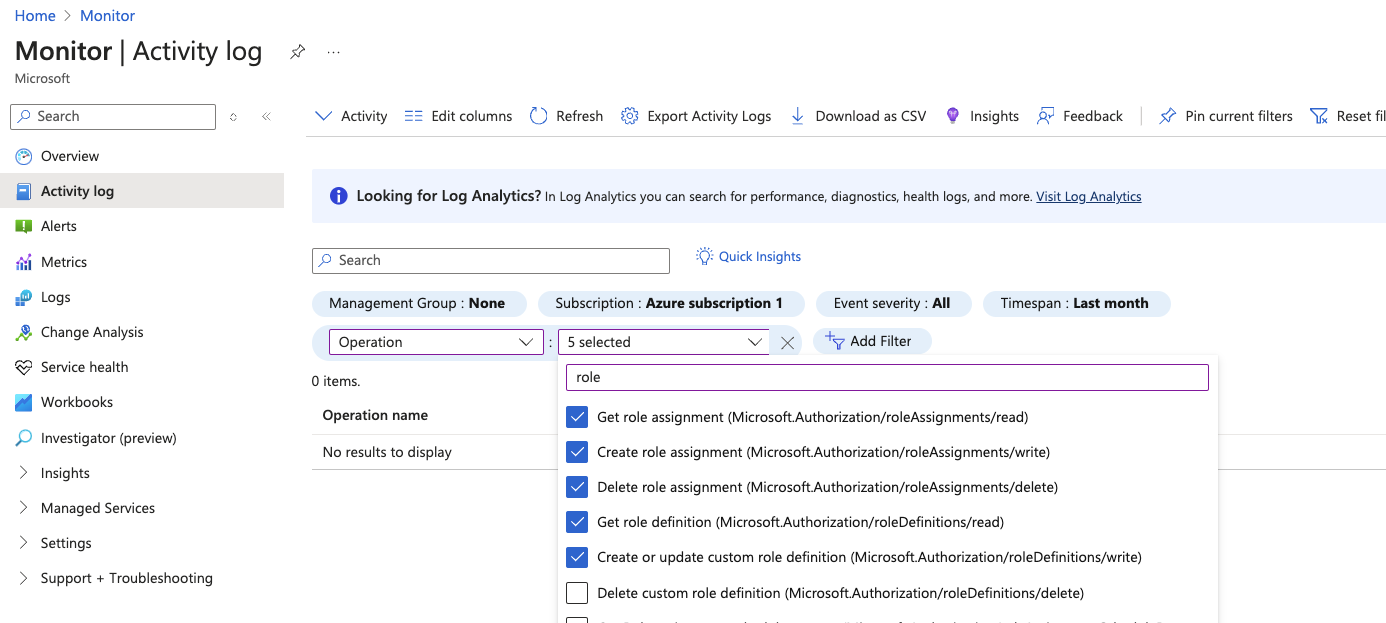 Home > Monitor
Monitor | Activity log ...
Microsoft
Search
Overview
Activity log
Alerts
Metrics
Logs
Change Analysis
Service health
Workbooks
Investigator (preview)
Insights
Managed Services
Settings
Support + Troubleshooting
Activity Edit columns Refresh Export Activity Logs Download as CSV Insights Feedback Pin current filters Reset fil
Looking for Log Analytics? In Log Analytics you can search for performance, diagnostics, health logs, and more. Visit Log Analytics
Search Quick Insights
Management Group : None Subscription : Azure subscription 1 Event severity : All Timespan : Last month
Operation : 5 selected Add Filter
0 items.
Operation name
No results to display
role
Get role assignment (Microsoft.Authorization/roleAssignments/read)
Create role assignment (Microsoft.Authorization/roleAssignments/write)
Delete role assignment (Microsoft.Authorization/roleAssignments/delete)
Get role definition (Microsoft.Authorization/roleDefinitions/read)
Create or update custom role definition (Microsoft.Authorization/roleDefinitions/write)
Delete custom role definition (Microsoft.Authorization/roleDefinitions/delete)